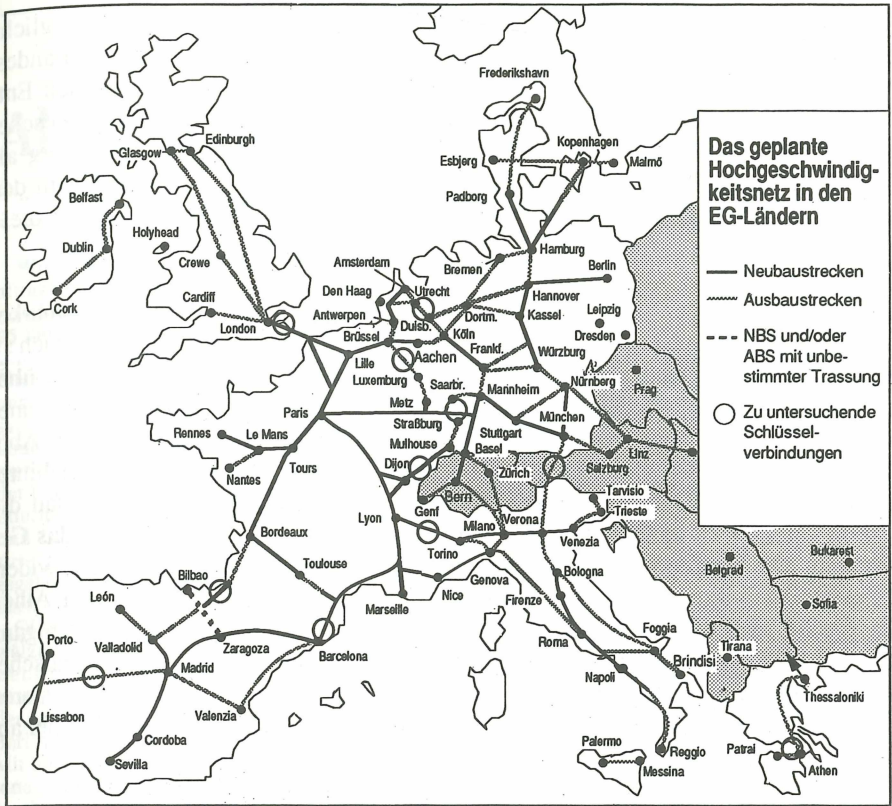 Frederikshavn
Edinburgh
Glasgow
Kopenhagen
Esbjerg
Malmö
Belfast
Padborg
Dublin
Holyhead
Hamburg
Crewe
Amsterdam
Bremen
Berlin
Cork
Cardiff
Den Haag
Utrecht
Hannover
London
Antwerpen
Duisb.
Dortm.
Kassel
Leipzig
Brüssel
Köln
Dresden
Lille
Aachen
Frankf.
Würzburg
Luxemburg
Saarbr.
Nürnberg
Prag
Metz
Mannheim
Paris
Straßburg
München
Rennes
Le Mans
Stuttgart
Mulhouse
Basel
Linz
Nantes
Tours
Dijon
Zürich
Salzburg
Bern
Tarvisio
Genf
Trieste
Lyon
Milano
Verona
Bordeaux
Torino
Venezia
Bukarest
Belgrad
Bilbao
Toulouse
Bologna
León
Genova
Sofia
Marseille
Nice
Firenze
Porto
Foggia
Valladolid
Zaragoza
Roma
Tirana
Madrid
Barcelona
Brindisi
Napoli
Thessaloniki
Lissabon
Valenzia
Cordoba
Palermo
Reggio
Patrai
Sevilla
Messina
Athen
Das geplante
Hochgeschwindig-
keitsnetz in den
EG-Ländern
Neubaustrecken
Ausbaustrecken
NBS und/oder
ABS mit unbe-
stimmter Trassung
Zu untersuchende
Schlüssel-
verbindungen